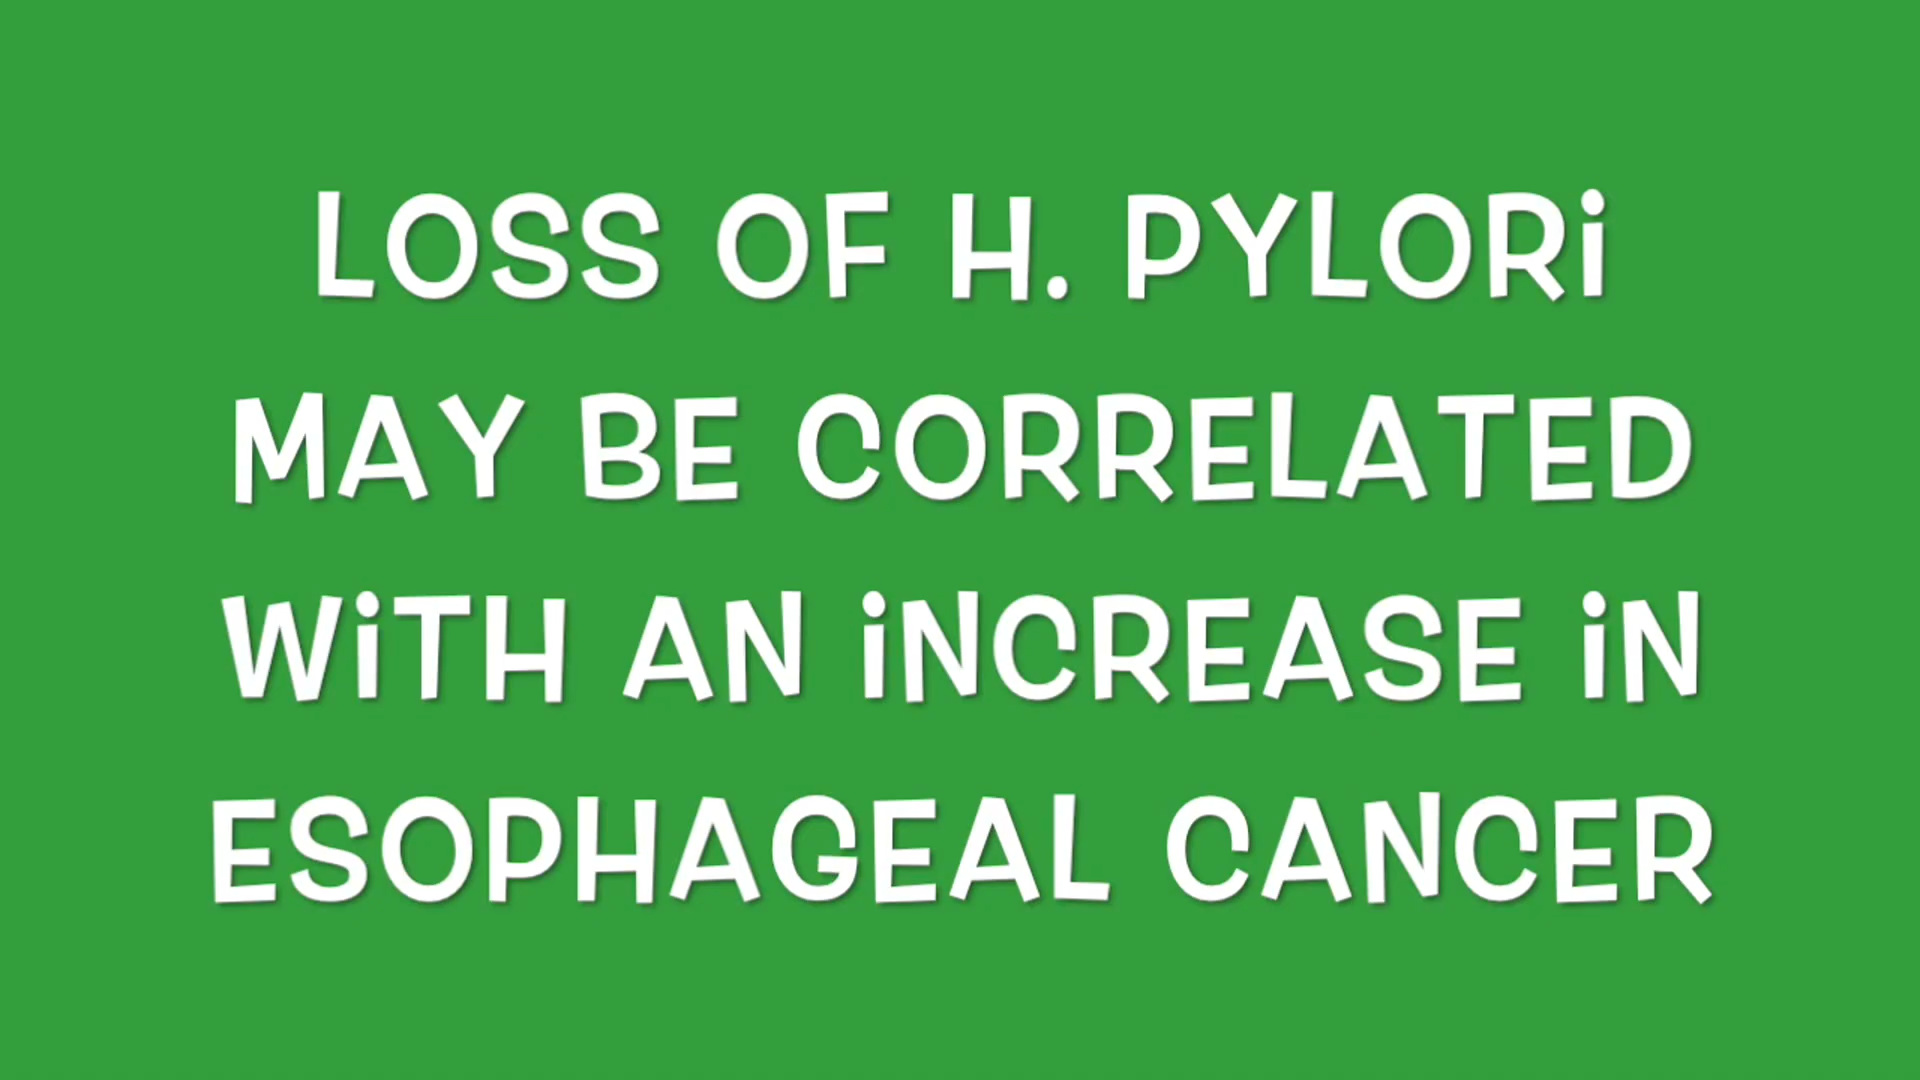 LOSS OF H. PYLORi
MAY BE CORRELATED
WiTH AN iNCREASE iN
ESOPHAGEAL CANCER